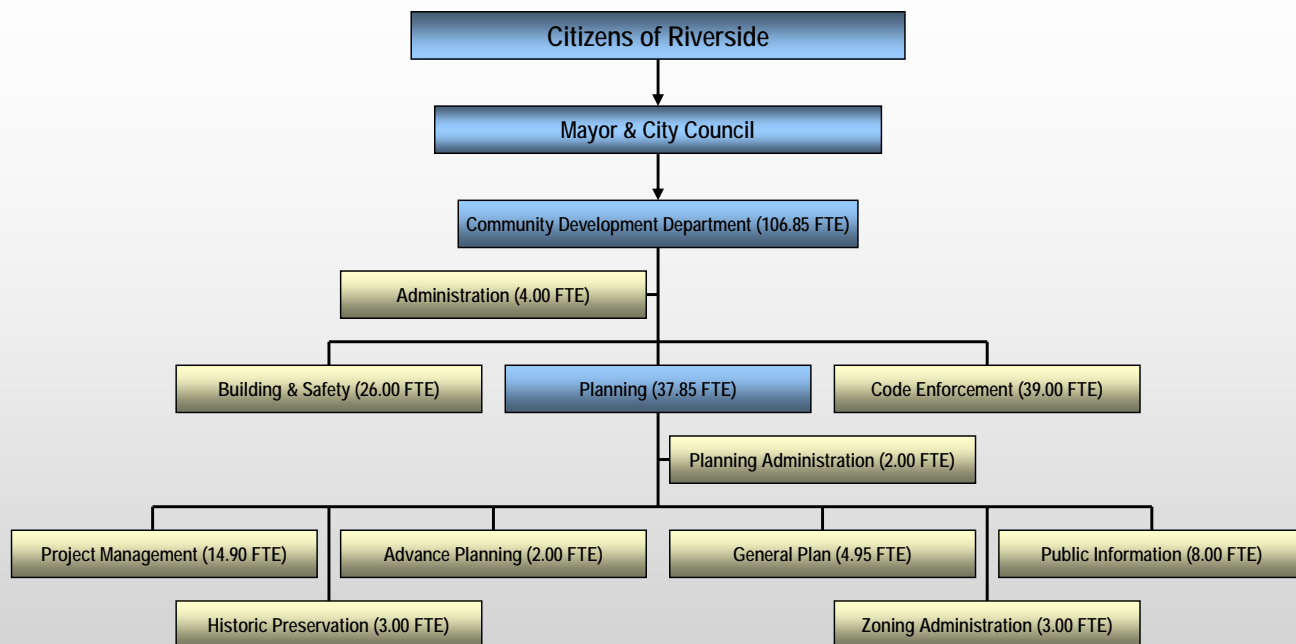 Citizens of Riverside
Mayor & City Council
Community Development Department (106.85 FTE)
Administration (4.00 FTE)
Building & Safety (26.00 FTE)
Planning (37.85 FTE)
Code Enforcement (39.00 FTE)
Planning Administration (2.00 FTE)
Project Management (14.90 FTE)
Advance Planning (2.00 FTE)
General Plan (4.95 FTE)
Public Information (8.00 FTE)
Historic Preservation (3.00 FTE)
Zoning Administration (3.00 FTE)